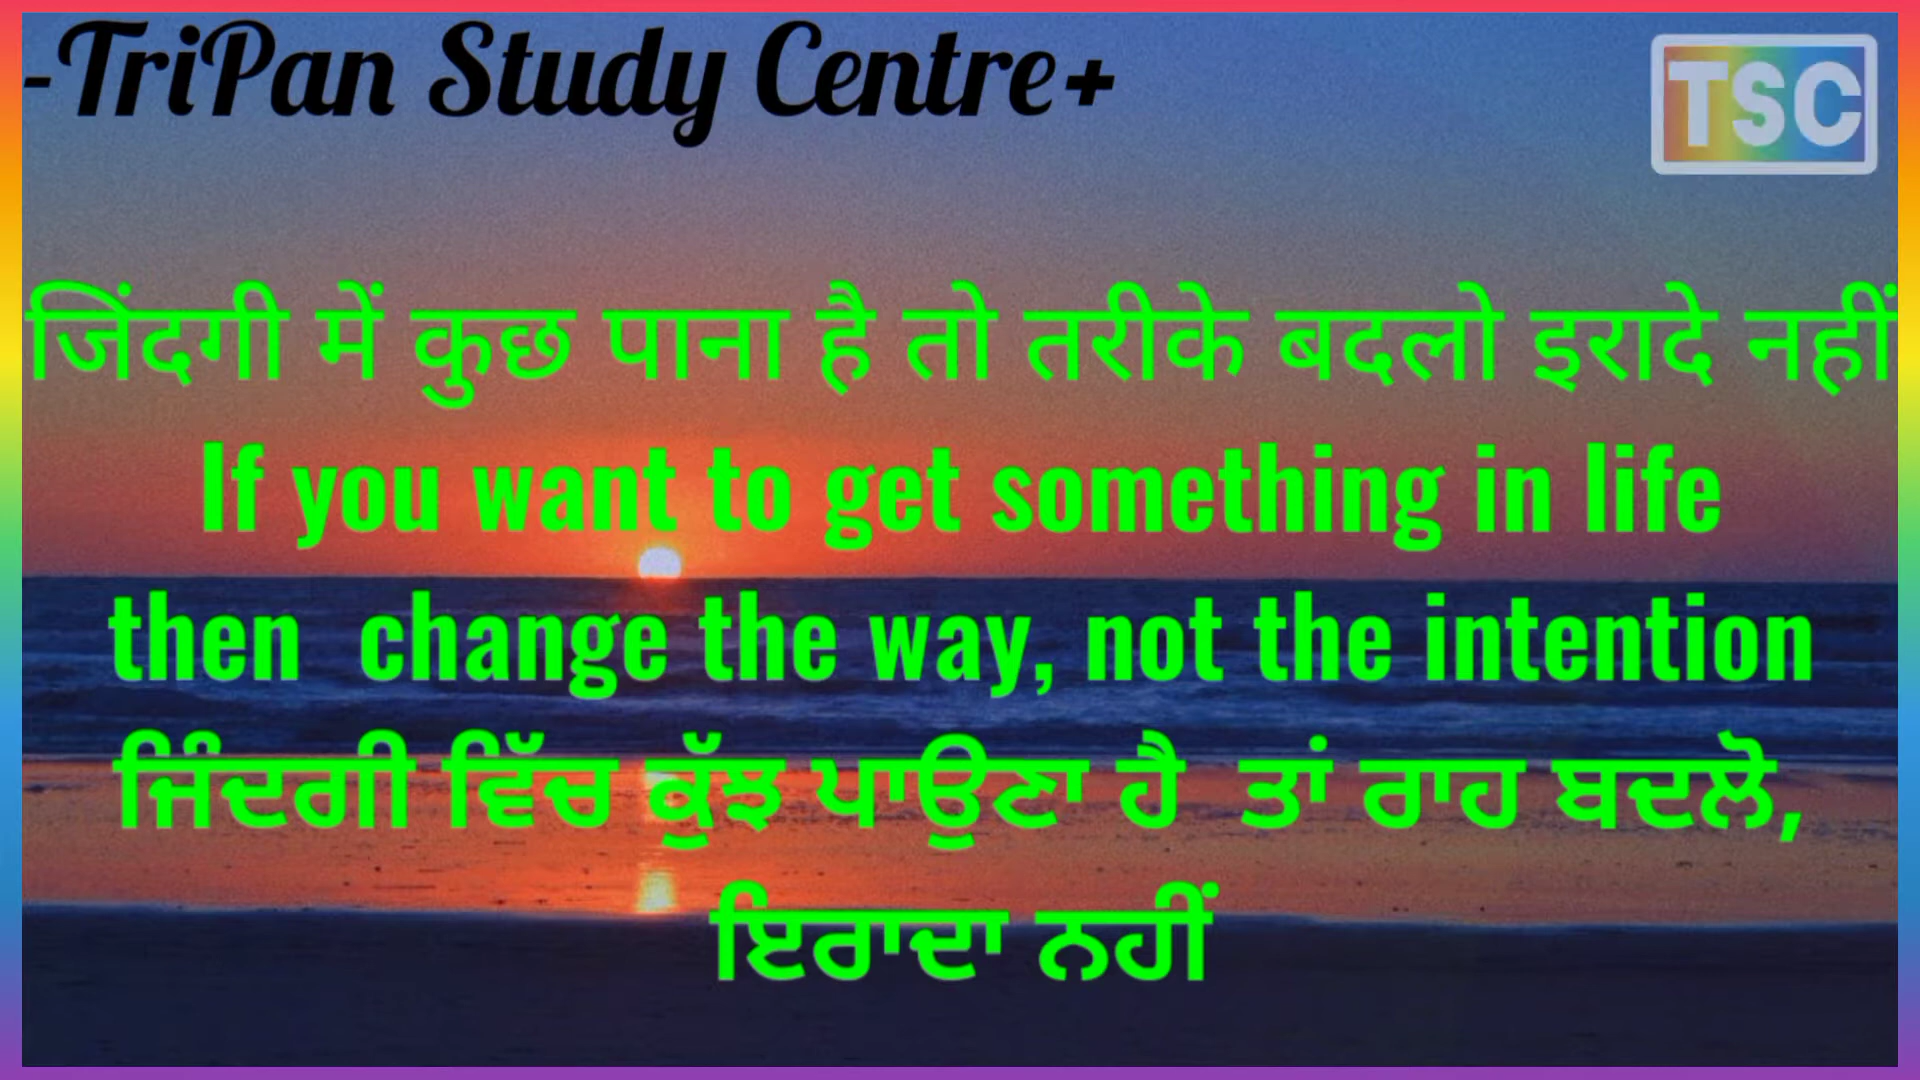 -TriPan Study Centre+
TSC
जिंदगी में कुछ पाना है तो तरीके बदलो इरादे नहीं
If you want to get something in life
then  change the way, not the intention
ਜਿੰਦਗੀ ਵਿੱਚ ਕੁੱਝ ਪਾਉਣਾ ਹੈ  ਤਾਂ ਰਾਹ ਬਦਲੋ,
ਇਰਾਦਾ ਨਹੀਂ